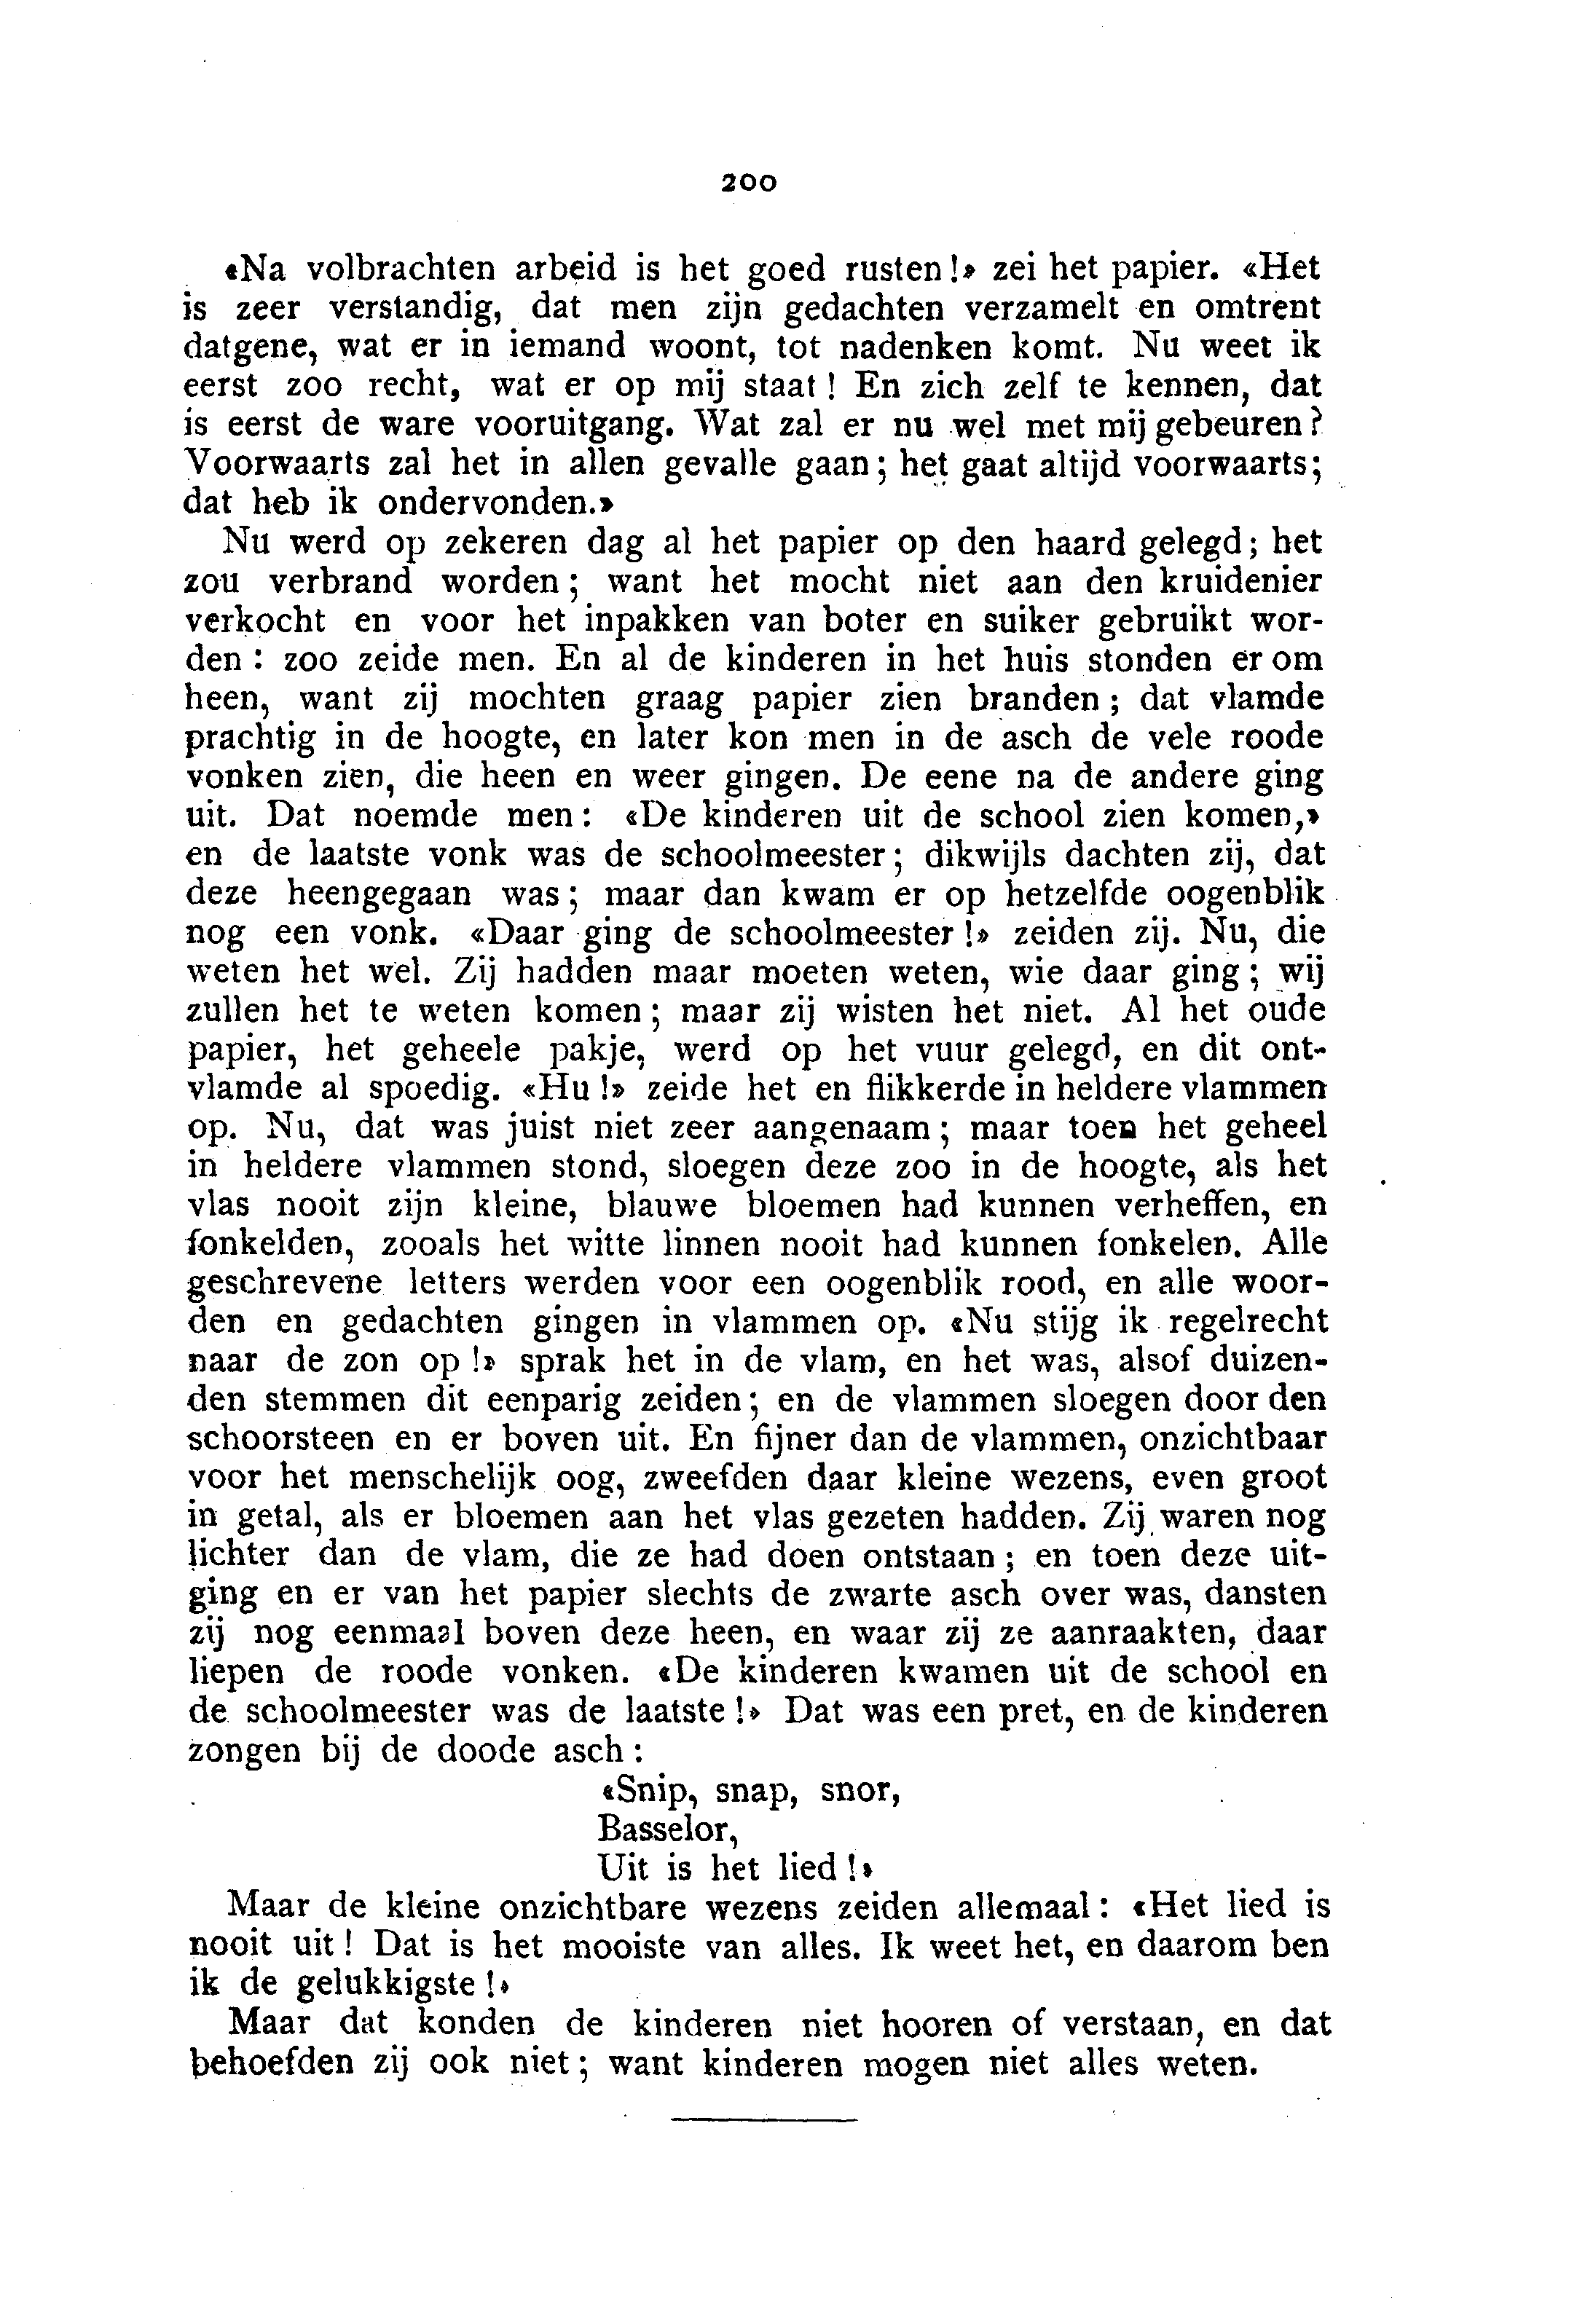 200
«Na volbrachten arbeid is het goed rusten!» zei het papier. «Het
is zeer verstandig, dat men zijn gedachten verzamelt en omtrent
datgene, wat er in iemand woont, tot nadenken komt. Nu weet ik
eerst zoo recht, wat er op mij staat! En zich zelf te kennen, dat
is eerst de ware vooruitgang. Wat zal er nu wel met mij gebeuren?
Voorwaarts zal het in allen gevalle gaan; het gaat altijd voorwaarts;
dat heb ik ondervonden.»
Nu werd op zekeren dag al het papier op den haard gelegd; het
zou verbrand worden; want het mocht niet aan den kruidenier
verkocht en voor het inpakken van boter en suiker gebruikt wor-
den: zoo zeide men. En al de kinderen in het huis stonden er om
heen, want zij mochten graag papier zien branden; dat vlamde
prachtig in de hoogte, en later kon men in de asch de vele roode
vonken zien, die heen en weer gingen. De eene na de andere ging
uit. Dat noemde men: «De kinderen uit de school zien komen,»
en de laatste vonk was de schoolmeester; dikwijls dachten zij, dat
deze heengegaan was; maar dan kwam er op hetzelfde oogenblik
nog een vonk. «Daar ging de schoolmeester!» zeiden zij. Nu, die
weten het wel. Zij hadden maar moeten weten, wie daar ging; wij
zullen het te weten komen; maar zij wisten het niet. Al het oude
papier, het geheele pakje, werd op het vuur gelegd, en dit ont-
vlamde al spoedig. «Hu!» zeide het en flikkerde in heldere vlammen
op. Nu, dat was juist niet zeer aangenaam; maar toen het geheel
in heldere vlammen stond, sloegen deze zoo in de hoogte, als het
vlas nooit zijn kleine, blauwe bloemen had kunnen verheffen, en
fonkelden, zooals het witte linnen nooit had kunnen fonkelen. Alle
geschrevene letters werden voor een oogenblik rood, en alle woor-
den en gedachten gingen in vlammen op. «Nu stijg ik regelrecht
naar de zon op!» sprak het in de vlam, en het was, alsof duizen-
den stemmen dit eenparig zeiden; en de vlammen sloegen door den
schoorsteen en er boven uit. En fijner dan de vlammen, onzichtbaar
voor het menschelijk oog, zweefden daar kleine wezens, even groot
in getal, als er bloemen aan het vlas gezeten hadden. Zij waren nog
lichter dan de vlam, die ze had doen ontstaan; en toen deze uit-
ging en er van het papier slechts de zwarte asch over was, dansten
zij nog eenmaal boven deze heen, en waar zij ze aanraakten, daar
liepen de roode vonken. «De kinderen kwamen uit de school en
de schoolmeester was de laatste!» Dat was een pret, en de kinderen
zongen bij de doode asch:
«Snip, snap, snor,
Basselor,
Uit is het lied!»
Maar de kleine onzichtbare wezens zeiden allemaal: «Het lied is
nooit uit! Dat is het mooiste van alles. Ik weet het, en daarom ben
ik de gelukkigste!»
Maar dat konden de kinderen niet hooren of verstaan, en dat
behoefden zij ook niet; want kinderen mogen niet alles weten.